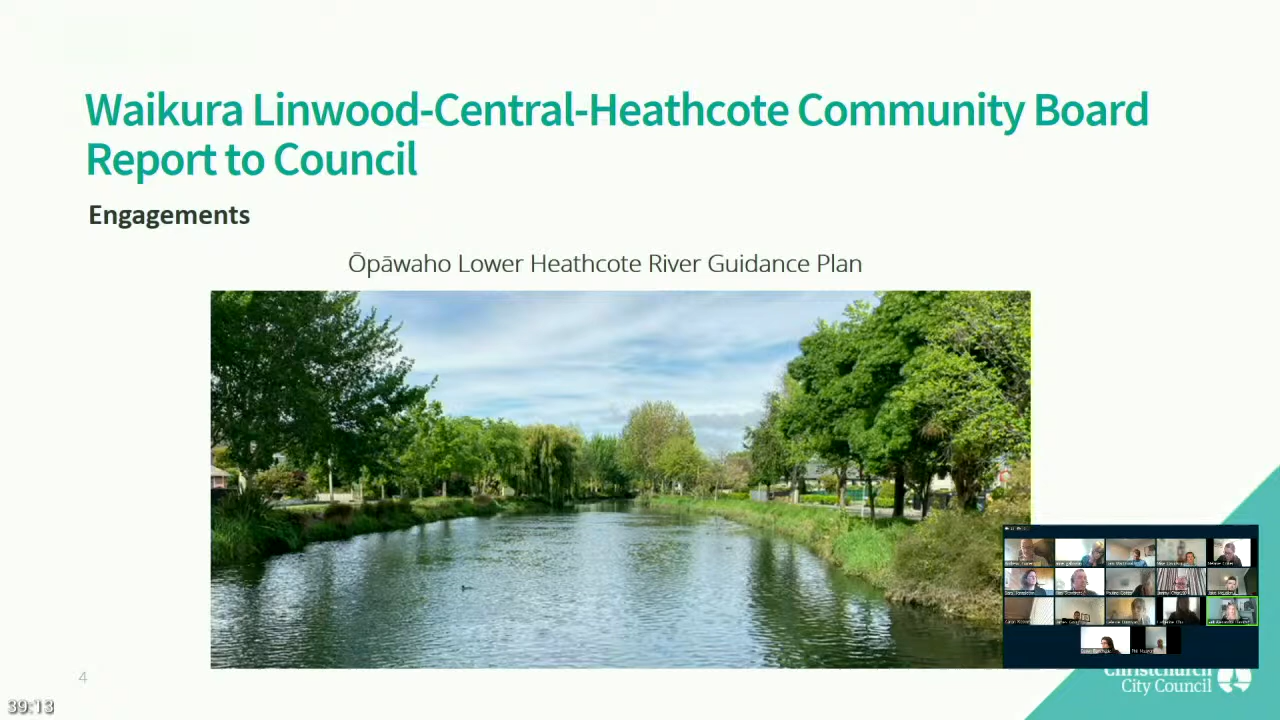 Waikura Linwood-Central-Heathcote Community Board
Report to Council
Engagements
Ōpāwaho Lower Heathcote River Guidance Plan
4
Christchurch
City Council
39:13